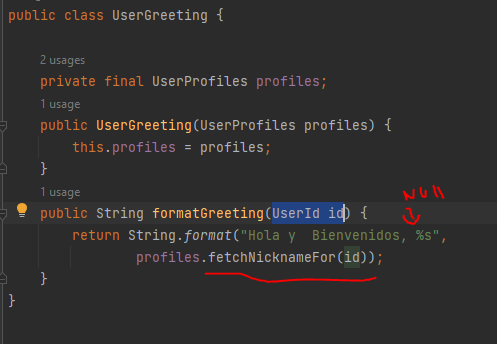 public class UserGreeting {
2 usages
private final UserProfiles profiles;
1 usage
public UserGreeting(UserProfiles profiles) {
this.profiles = profiles;
}
1 usage
public String formatGreeting(UserId id) {
NUll
return String.format("Hola y  Bienvenidos, %s",
profiles.fetchNicknameFor(id));
}
}